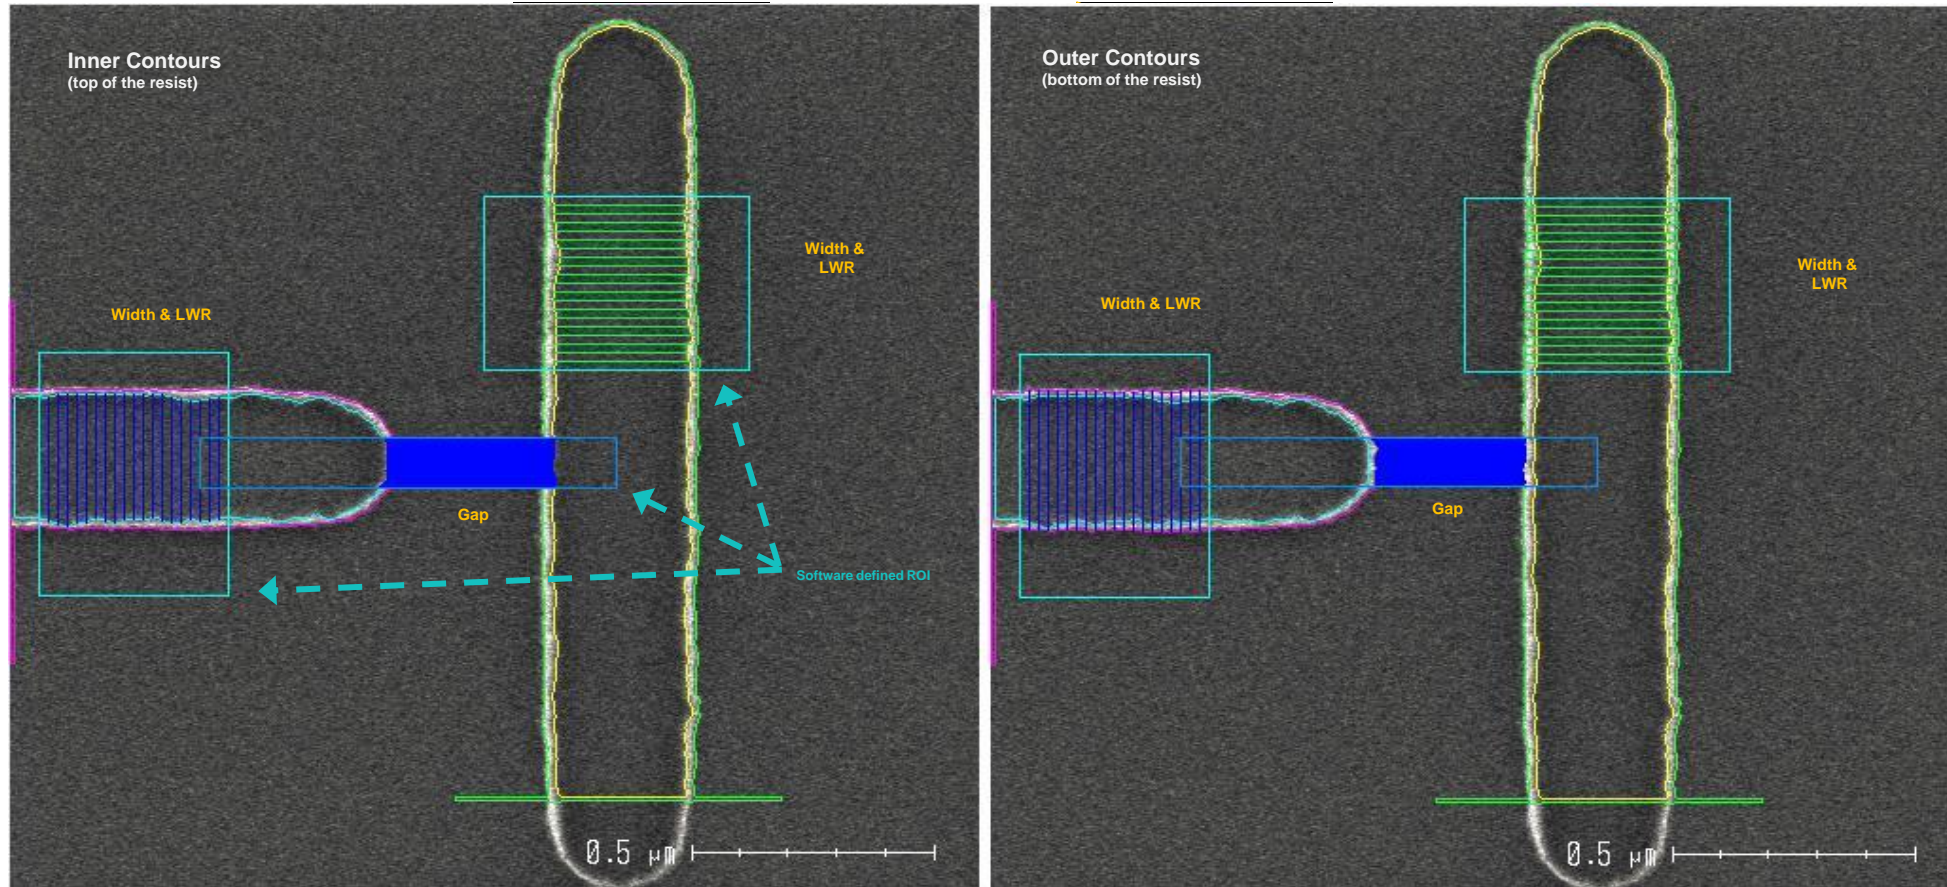 Inner Contours
(top of the resist)
Width &
LWR
Width & LWR
Gap
Software defined ROI
0.5 µm
Outer Contours
(bottom of the resist)
Width &
LWR
Width & LWR
Gap
0.5 µm